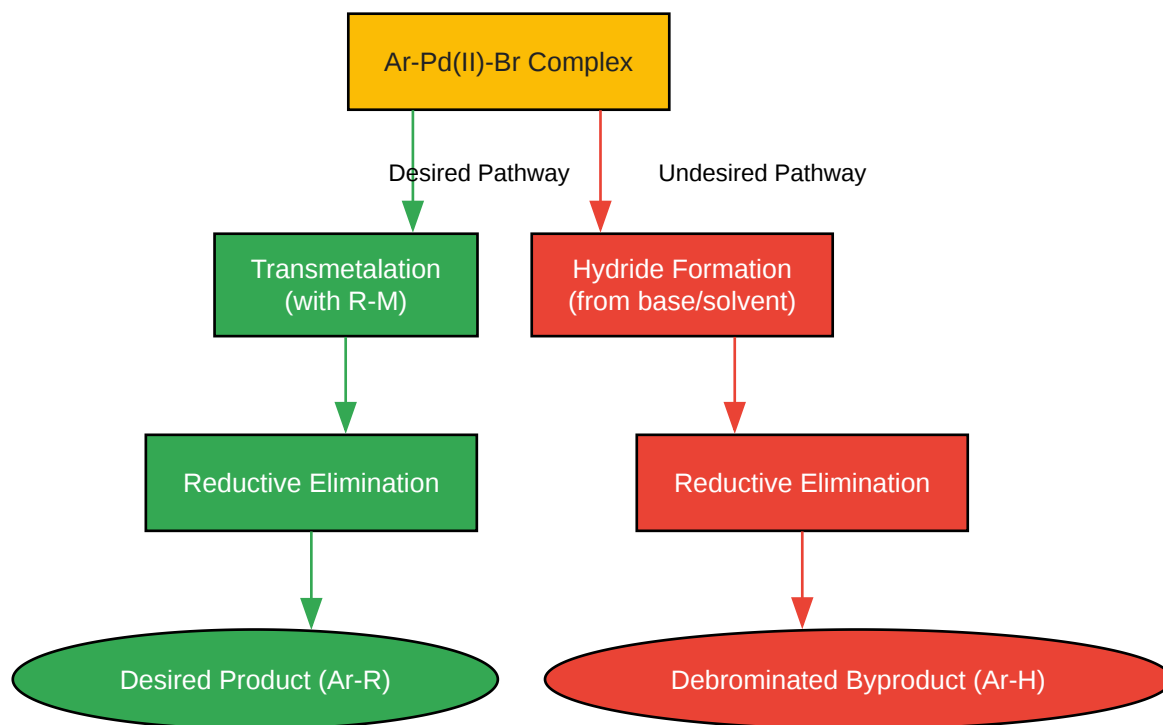 Ar-Pd(II)-Br Complex
Desired Pathway
Undesired Pathway
Transmetalation
(with R-M)
Hydride Formation
(from base/solvent)
Reductive Elimination
Reductive Elimination
Desired Product (Ar-R)
Debrominated Byproduct (Ar-H)